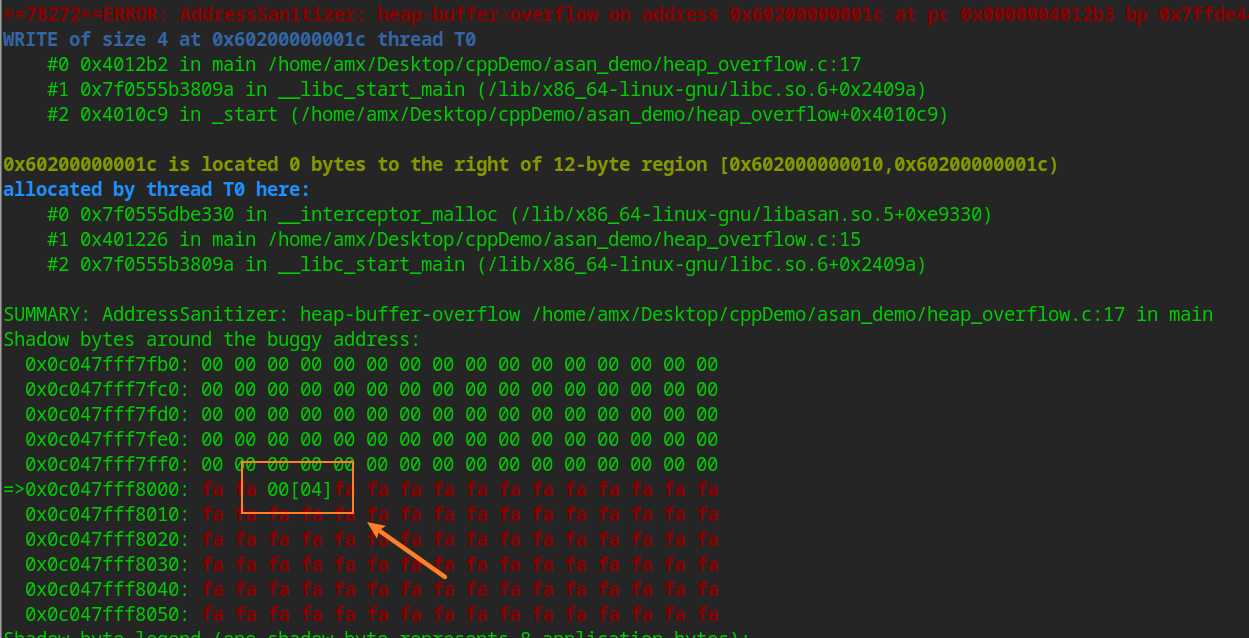 ==78272==ERROR: AddressSanitizer: heap-buffer-overflow on address 0x60200000001c at pc 0x0000004012b3 bp 0x7ffde4
WRITE of size 4 at 0x60200000001c thread T0
    #0 0x4012b2 in main /home/amx/Desktop/cppDemo/asan_demo/heap_overflow.c:17
    #1 0x7f0555b3809a in __libc_start_main (/lib/x86_64-linux-gnu/libc.so.6+0x2409a)
    #2 0x4010c9 in _start (/home/amx/Desktop/cppDemo/asan_demo/heap_overflow+0x4010c9)
0x60200000001c is located 0 bytes to the right of 12-byte region [0x602000000010,0x60200000001c)
allocated by thread T0 here:
    #0 0x7f0555dbe330 in __interceptor_malloc (/lib/x86_64-linux-gnu/libasan.so.5+0xe9330)
    #1 0x401226 in main /home/amx/Desktop/cppDemo/asan_demo/heap_overflow.c:15
    #2 0x7f0555b3809a in __libc_start_main (/lib/x86_64-linux-gnu/libc.so.6+0x2409a)
SUMMARY: AddressSanitizer: heap-buffer-overflow /home/amx/Desktop/cppDemo/asan_demo/heap_overflow.c:17 in main
Shadow bytes around the buggy address:
  0x0c047fff7fb0: 00 00 00 00 00 00 00 00 00 00 00 00 00 00 00 00
  0x0c047fff7fc0: 00 00 00 00 00 00 00 00 00 00 00 00 00 00 00 00
  0x0c047fff7fd0: 00 00 00 00 00 00 00 00 00 00 00 00 00 00 00 00
  0x0c047fff7fe0: 00 00 00 00 00 00 00 00 00 00 00 00 00 00 00 00
  0x0c047fff7ff0: 00 00 00 00 00 00 00 00 00 00 00 00 00 00 00 00
=>0x0c047fff8000: fa fa 00[04]fa fa fa fa fa fa fa fa fa fa fa fa
  0x0c047fff8010: fa fa fa fa fa fa fa fa fa fa fa fa fa fa fa fa
  0x0c047fff8020: fa fa fa fa fa fa fa fa fa fa fa fa fa fa fa fa
  0x0c047fff8030: fa fa fa fa fa fa fa fa fa fa fa fa fa fa fa fa
  0x0c047fff8040: fa fa fa fa fa fa fa fa fa fa fa fa fa fa fa fa
  0x0c047fff8050: fa fa fa fa fa fa fa fa fa fa fa fa fa fa fa fa
Shadow byte legend (one shadow byte represents 8 application bytes):